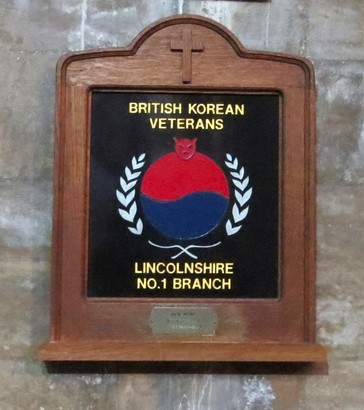 BRITISH KOREAN
VETERANS
LINCOLNSHIRE
NO.1 BRANCH